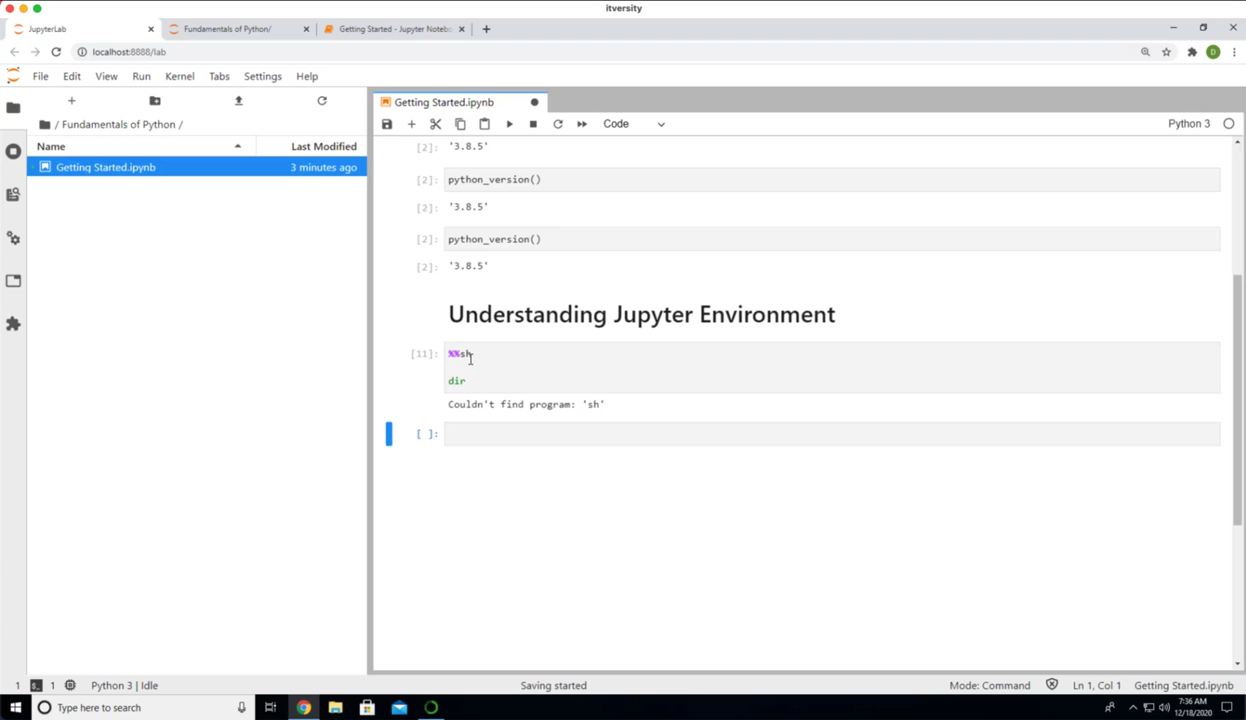 itversity
JupyterLab
Fundamentals of Python/
Getting Started - Jupyter Notebo
localhost:8888/lab
D
File Edit View Run Kernel Tabs Settings Help
/ Fundamentals of Python /
Name Last Modified
Getting Started.ipynb 3 minutes ago
Getting Started.ipynb
Code
Python 3
[2]: '3.8.5'
[2]: python_version()
[2]: '3.8.5'
[2]: python_version()
[2]: '3.8.5'
Understanding Jupyter Environment
[11]: %%sh
dir
Couldn't find program: 'sh'
[ ]:
1 1 Python 3 | Idle Saving started Mode: Command Ln 1, Col 1 Getting Started.ipynb
Type here to search
7:36 AM
12/18/2020